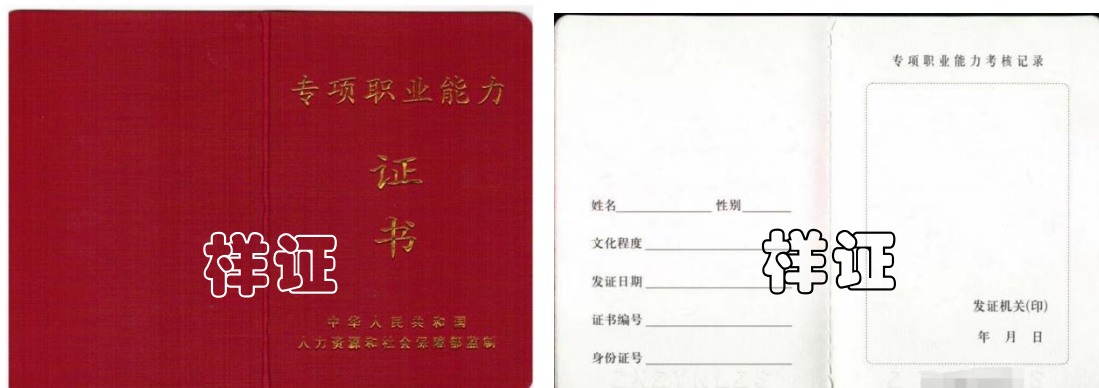 专项职业能力
证
书
样证
中华人民共和国
人力资源和社会保障部监制
专项职业能力考核记录
姓名 性别
文化程度
样证
发证日期
证书编号
身份证号
发证机关(印)
年 月 日